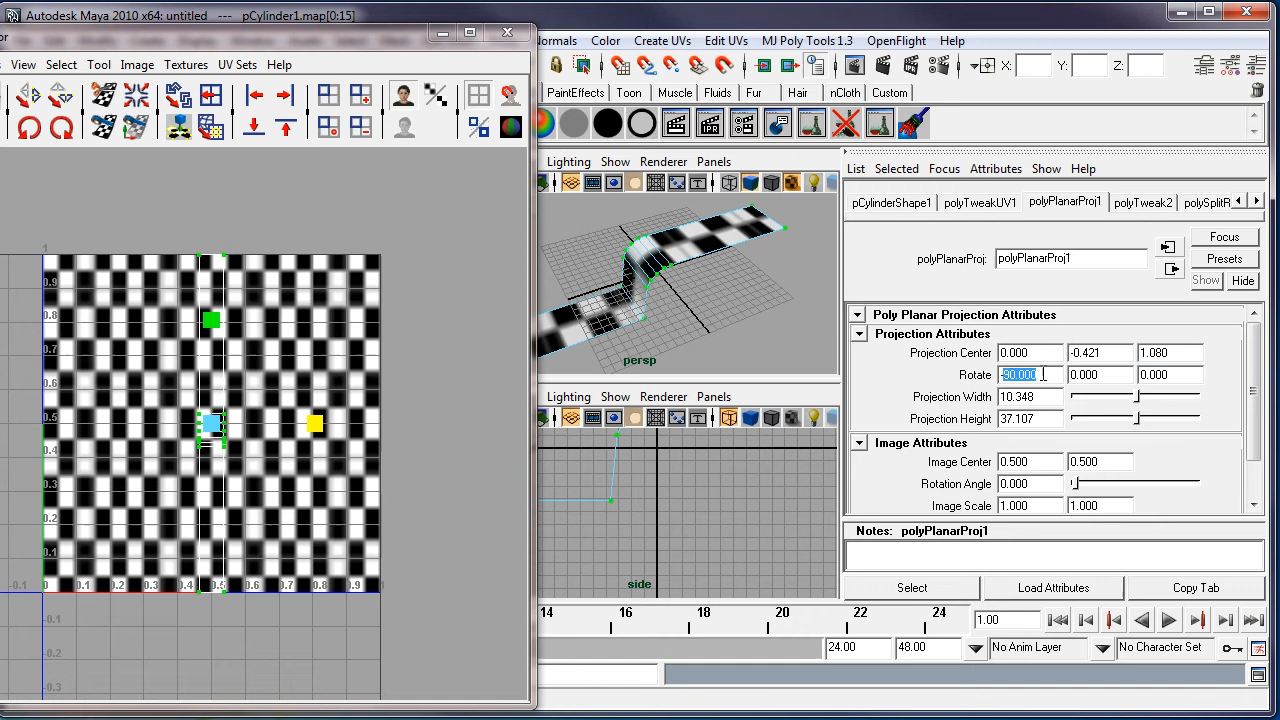 Autodesk Maya 2010 x64: untitled --- pCylinder1.map[0:15]
or
Normals Color Create UVs Edit UVs MJ Poly Tools 1.3 OpenFlight Help
View Select Tool Image Textures UV Sets Help
X: Y: Z:
PaintEffects Toon Muscle Fluids Fur Hair nCloth Custom
IPR
Lighting Show Renderer Panels
List Selected Focus Attributes Show Help
pCylinderShape1 polyTweakUV1 polyPlanarProj1 polyTweak2 polySplitR
polyPlanarProj: polyPlanarProj1
Focus
Presets
Show Hide
Poly Planar Projection Attributes
Projection Attributes
Projection Center 0.000 -0.421 1.080
Rotate -90.000 0.000 0.000
Projection Width 10.348
Projection Height 37.107
Image Attributes
Image Center 0.500 0.500
Rotation Angle 0.000
Image Scale 1.000 1.000
persp
Lighting Show Renderer Panels
side
1
0.9
0.8
0.7
0.6
0.5
0.4
0.3
0.2
0.1
-0.1 0 0.1 0.2 0.3 0.4 0.5 0.6 0.7 0.8 0.9 1
-0.1
-0.2
-0.3
Notes: polyPlanarProj1
Select Load Attributes Copy Tab
14 16 18 20 22 24
1.00
24.00 48.00 No Anim Layer No Character Set